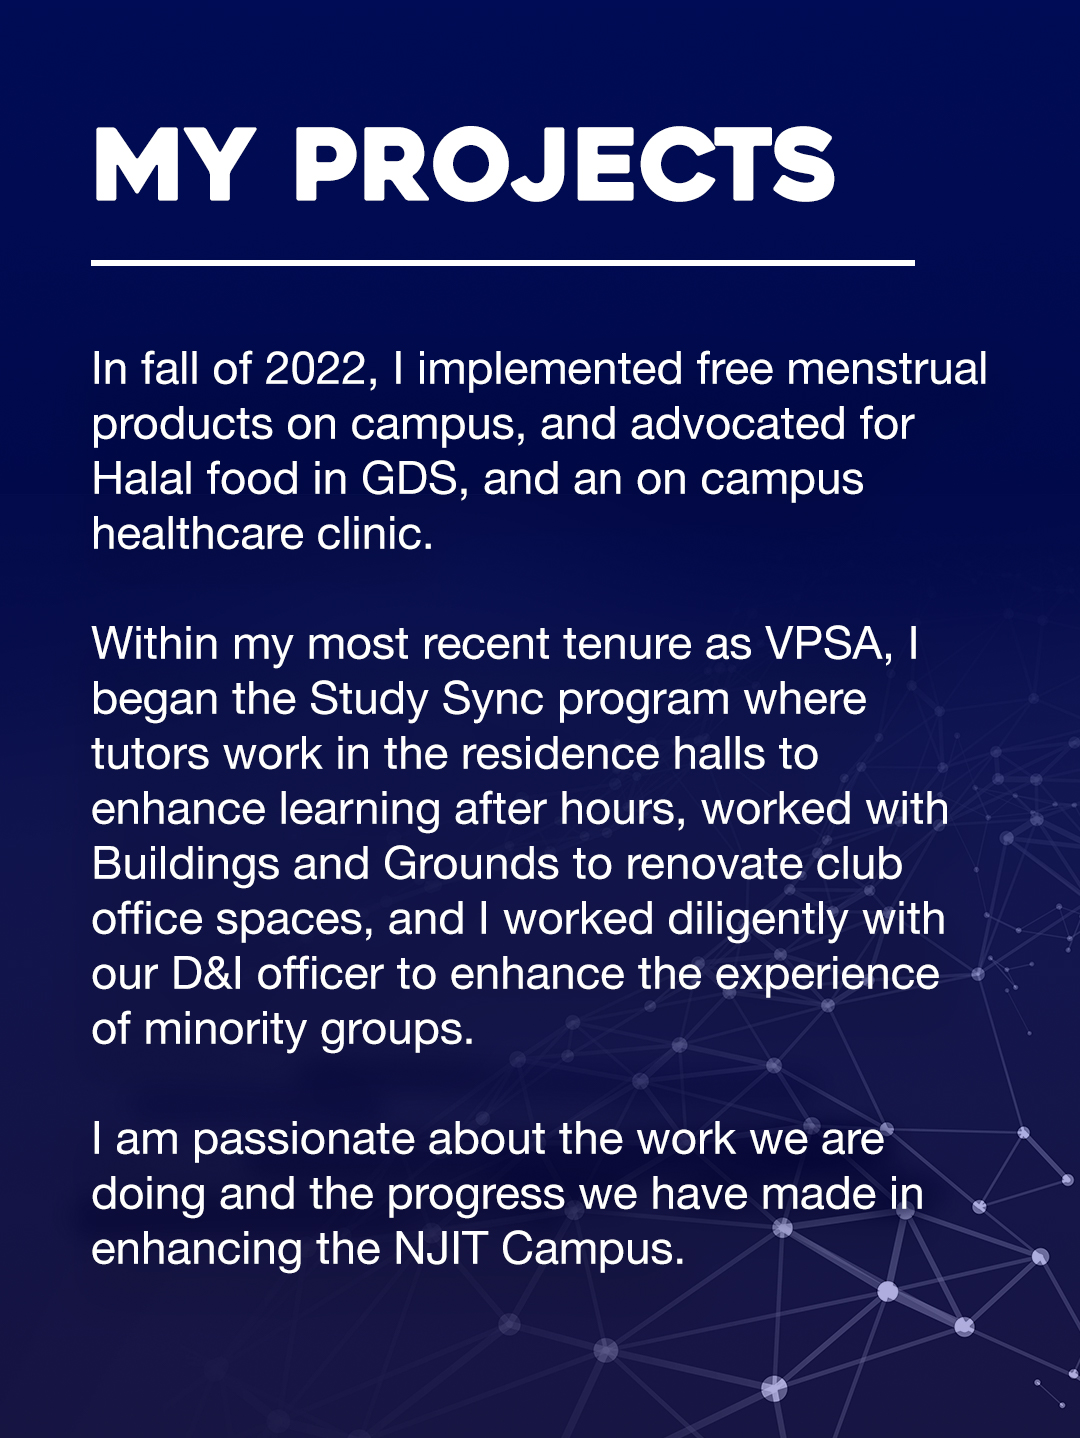 MY PROJECTS
In fall of 2022, I implemented free menstrual
products on campus, and advocated for
Halal food in GDS, and an on campus
healthcare clinic.
Within my most recent tenure as VPSA, I
began the Study Sync program where
tutors work in the residence halls to
enhance learning after hours, worked with
Buildings and Grounds to renovate club
office spaces, and I worked diligently with
our D&I officer to enhance the experience
of minority groups.
I am passionate about the work we are
doing and the progress we have made in
enhancing the NJIT Campus.